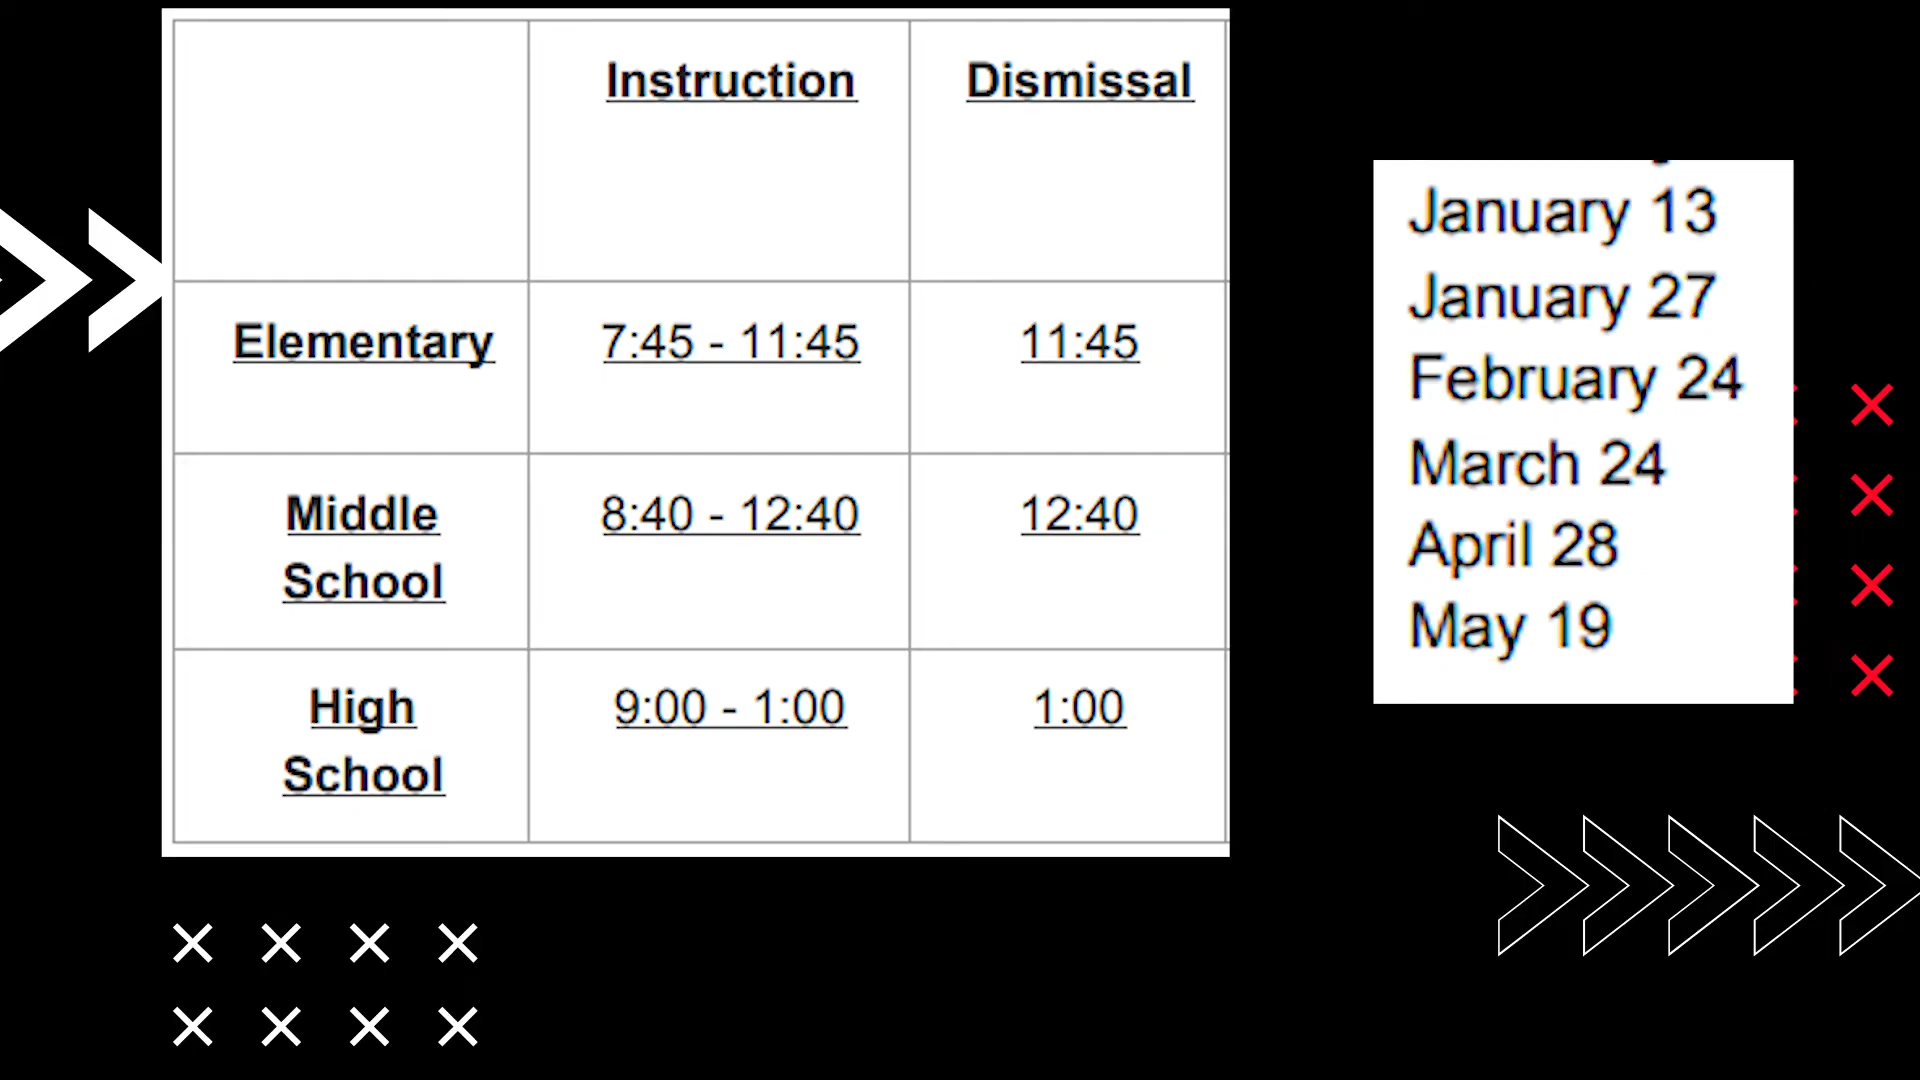 Instruction Dismissal
Elementary 7:45 - 11:45 11:45
Middle School 8:40 - 12:40 12:40
High School 9:00 - 1:00 1:00
January 13
January 27
February 24
March 24
April 28
May 19